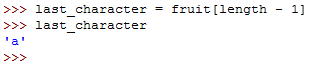 >>> last_character = fruit[length - 1]
>>> last_character
'a'
>>>